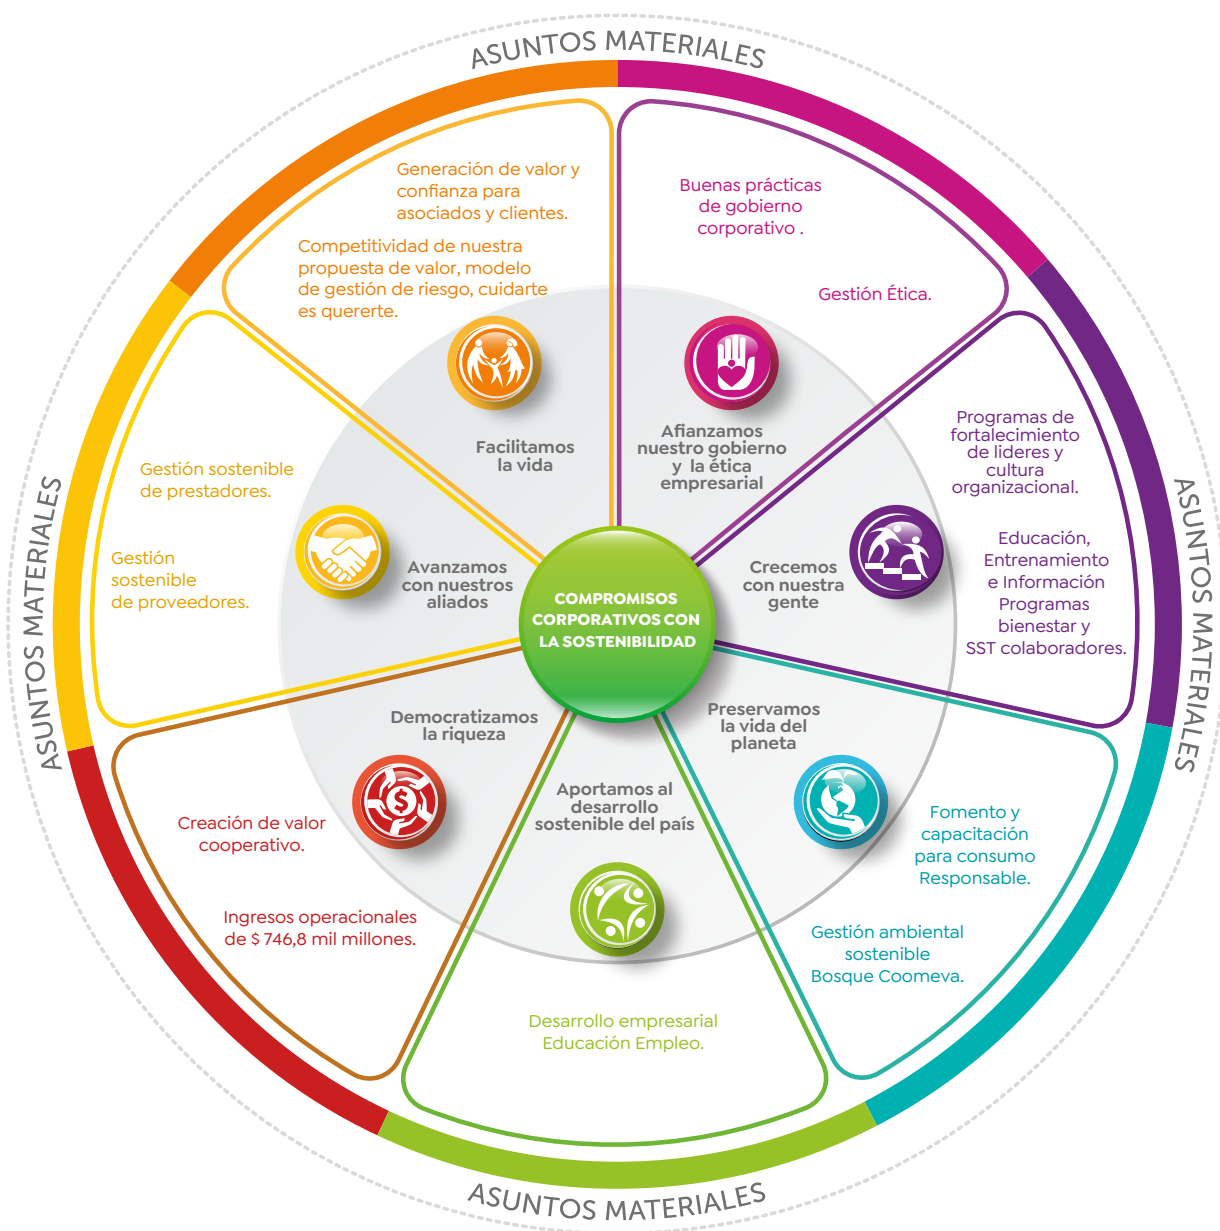 ASUNTOS MATERIALES
Generación de valor y
confianza para
asociados y clientes.
Competitividad de nuestra
propuesta de valor, modelo
de gestión de riesgo, cuidarte
es quererte.
Facilitamos
la vida
Buenas prácticas
de gobierno
corporativo .
Gestión Ética.
Afianzamos
nuestro gobierno
y la ética
empresarial
Programas de
fortalecimiento
de lideres y
cultura
organizacional.
Educación,
Entrenamiento
e Información
Programas
bienestar y
SST colaboradores.
Crecemos
con nuestra
gente
ASUNTOS MATERIALES
Preservamos
la vida del
planeta
Fomento y
capacitación
para consumo
Responsable.
Gestión ambiental
sostenible
Bosque Coomeva.
Aportamos al
desarrollo
sostenible del país
Desarrollo empresarial
Educación Empleo.
ASUNTOS MATERIALES
Democratizamos
la riqueza
Creación de valor
cooperativo.
Ingresos operacionales
de $ 746,8 mil millones.
Avanzamos
con nuestros
aliados
Gestión sostenible
de prestadores.
Gestión
sostenible
de proveedores.
ASUNTOS MATERIALES
COMPROMISOS
CORPORATIVOS CON
LA SOSTENIBILIDAD
$